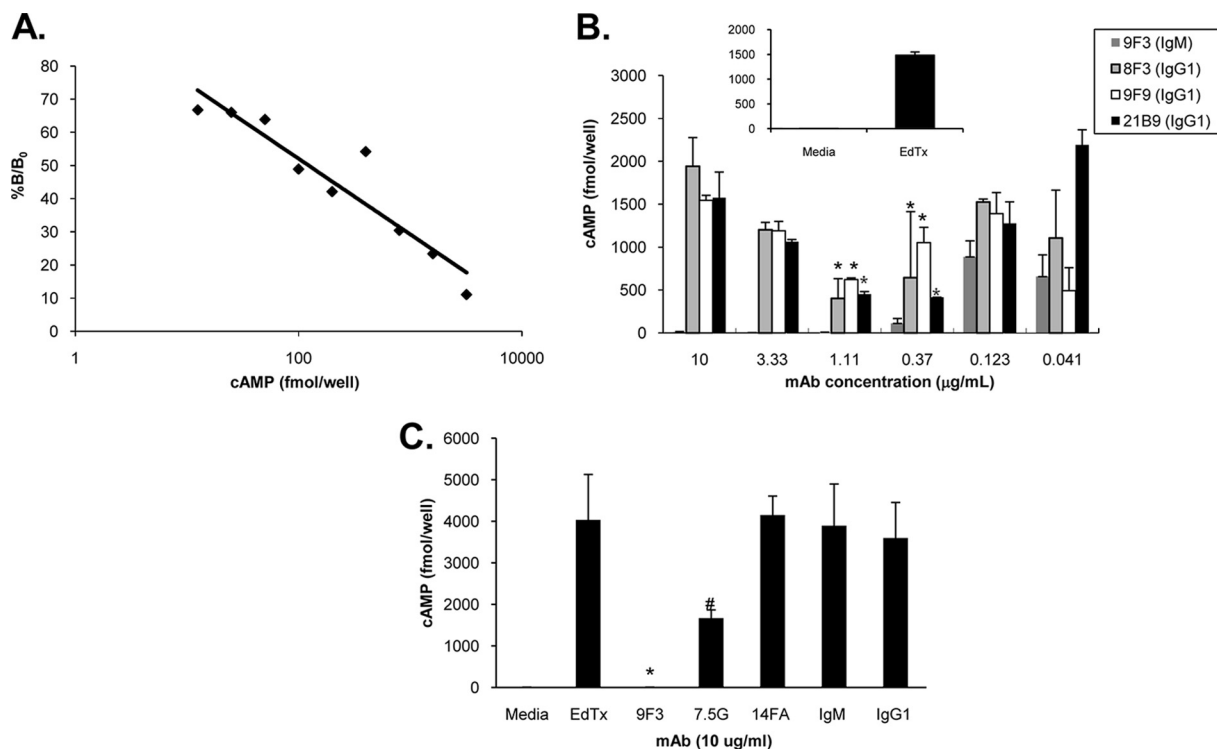 A.
80
70
60
50
40
30
20
10
0
%B/B₀
1 100 10000
cAMP (fmol/well)
B.
2000
1500
1000
500
0
Media EdTx
9F3 (IgM)
8F3 (IgG1)
9F9 (IgG1)
21B9 (IgG1)
3000
2500
2000
1500
1000
500
0
cAMP (fmol/well)
* * *
* * *
10 3.33 1.11 0.37 0.123 0.041
mAb concentration (μg/mL)
C.
6000
5000
4000
3000
2000
1000
0
cAMP (fmol/well)
* #
Media EdTx 9F3 7.5G 14FA IgM IgG1
mAb (10 ug/ml)